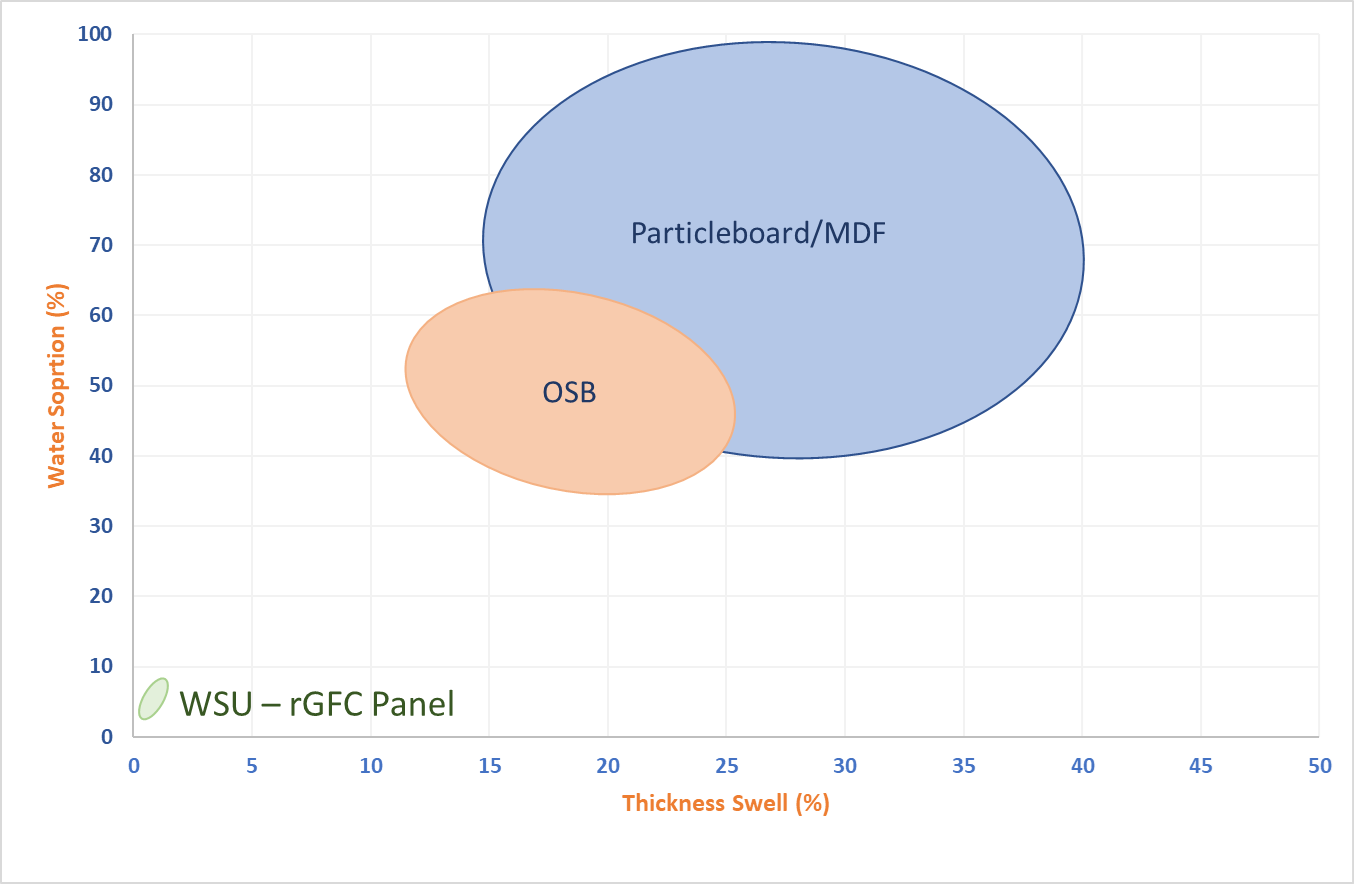 100
90
80
70
60
50
40
30
20
10
0
Water Soprtion (%)
Particleboard/MDF
OSB
WSU – rGFC Panel
0 5 10 15 20 25 30 35 40 45 50
Thickness Swell (%)